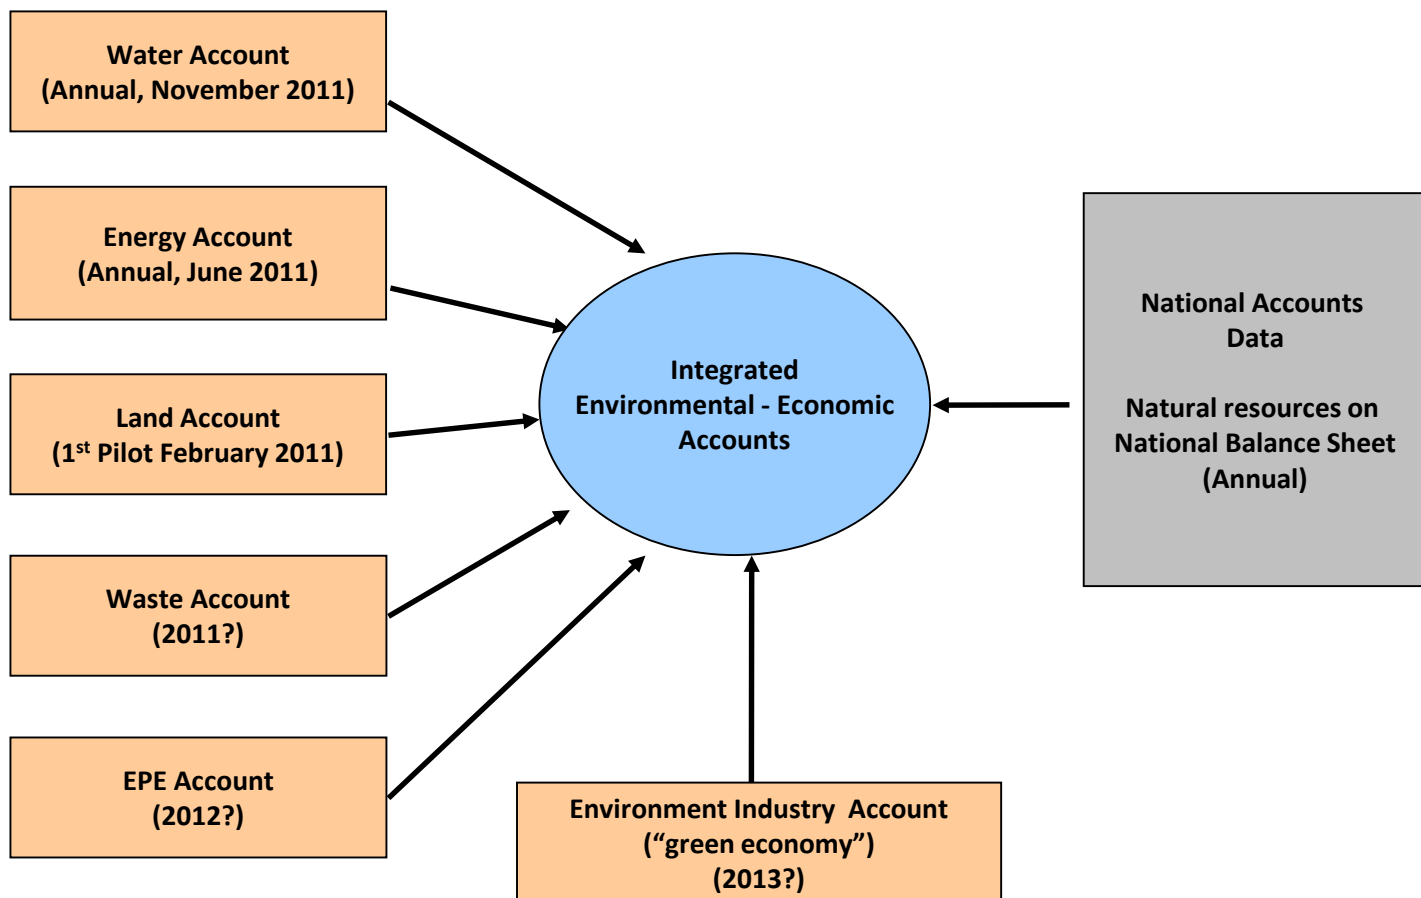 Water Account
(Annual, November 2011)
Energy Account
(Annual, June 2011)
Land Account
(1st Pilot February 2011)
Waste Account
(2011?)
EPE Account
(2012?)
Integrated
Environmental - Economic
Accounts
Environment Industry  Account
(“green economy”)
(2013?)
National Accounts
Data
Natural resources on
National Balance Sheet
(Annual)